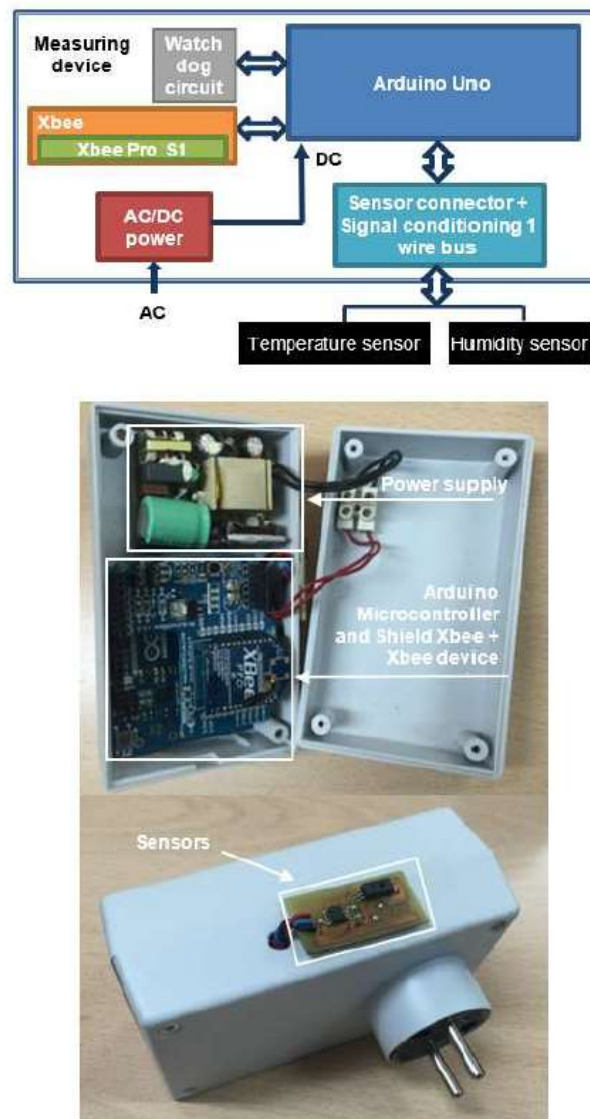 Measuring
device
Watch
dog
circuit
Arduino Uno
Xbee
Xbee Pro S1
DC
AC/DC
power
Sensor connector +
Signal conditioning 1
wire bus
AC
Temperature sensor
Humidity sensor
Power supply
Arduino
Microcontroller
and Shield Xbee +
Xbee device
XBee
Sensors